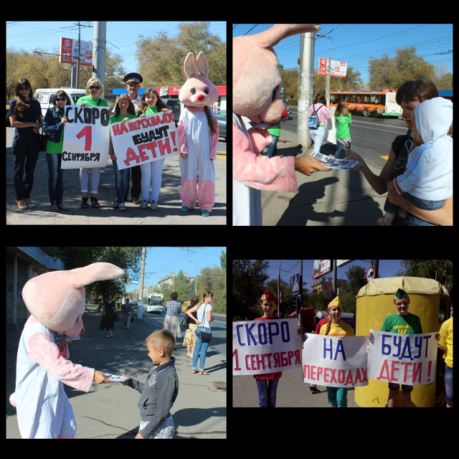 СКОРО
1
СЕНТЯБРЯ
НА
ПЕРЕХОДАХ
БУДУТ
ДЕТИ!
СКОРО
1 СЕНТЯБРЯ
НА
ПЕРЕХОДАХ
БУДУТ
ДЕТИ!